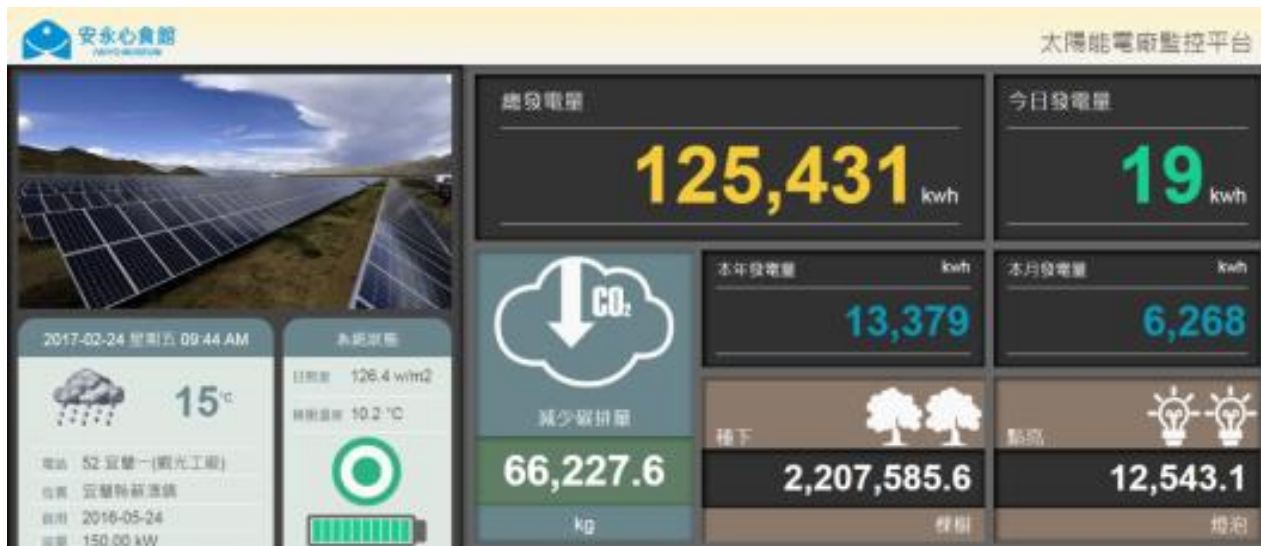 安永心食館
太陽能電廠監控平台
總發電量
125,431 kwh
今日發電量
19 kwh
本年發電量 kwh
13,379
本月發電量 kwh
6,268
CO₂
減少碳排量
66,227.6
kg
種下
2,207,585.6
棵樹
點亮
12,543.1
燈泡
2017-02-24 星期五 09:44 AM
15°C
電站 52 宜蘭一(觀光工廠)
位置 宜蘭縣蘇澳鎮
啟用 2016-05-24
容量 150.00 kW
系統狀態
日照量 126.4 w/m2
10.2 °C